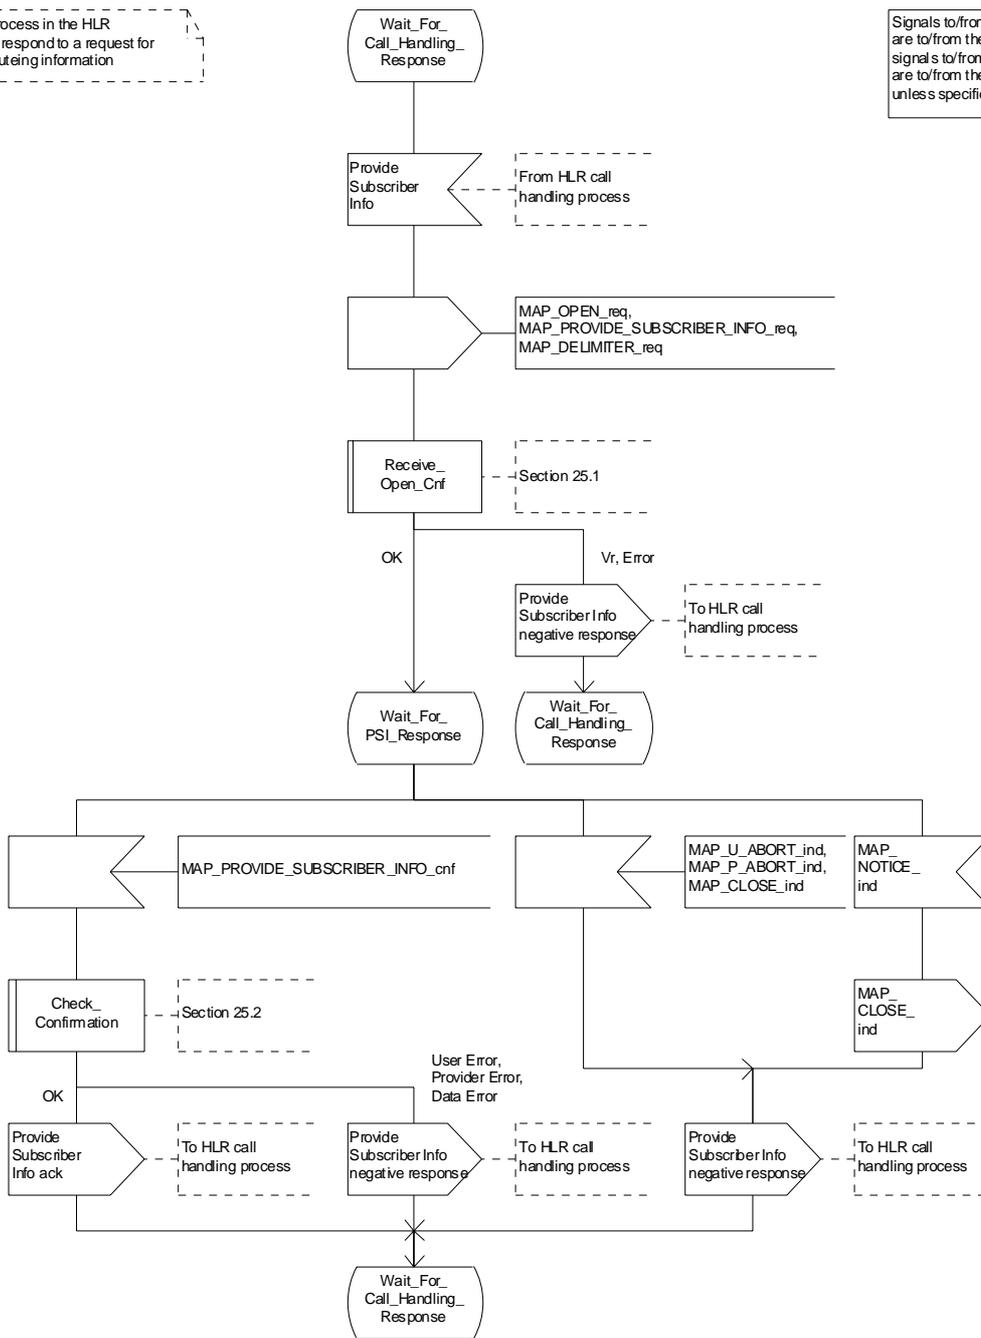 rocess in the HLR
respond to a request for
uteing information
Wait_For_
Call_Handling_
Response
Signals to/from
are to/from the
signals to/from
are to/from the
unless specifie
Provide
Subscriber
Info
From HLR call
handling process
MAP_OPEN_req,
MAP_PROVIDE_SUBSCRIBER_INFO_req,
MAP_DELIMITER_req
Receive_
Open_Cnf
Section 25.1
OK
Vr, Error
Provide
Subscriber Info
negative response
To HLR call
handling process
Wait_For_
PSI_Response
Wait_For_
Call_Handling_
Response
MAP_PROVIDE_SUBSCRIBER_INFO_cnf
MAP_U_ABORT_ind,
MAP_P_ABORT_ind,
MAP_CLOSE_ind
MAP_
NOTICE_
ind
Check_
Confirmation
Section 25.2
MAP_
CLOSE_
ind
User Error,
Provider Error,
Data Error
OK
Provide
Subscriber
Info ack
To HLR call
handling process
Provide
Subscriber Info
negative response
To HLR call
handling process
Provide
Subscriber Info
negative response
To HLR call
handling process
Wait_For_
Call_Handling_
Response